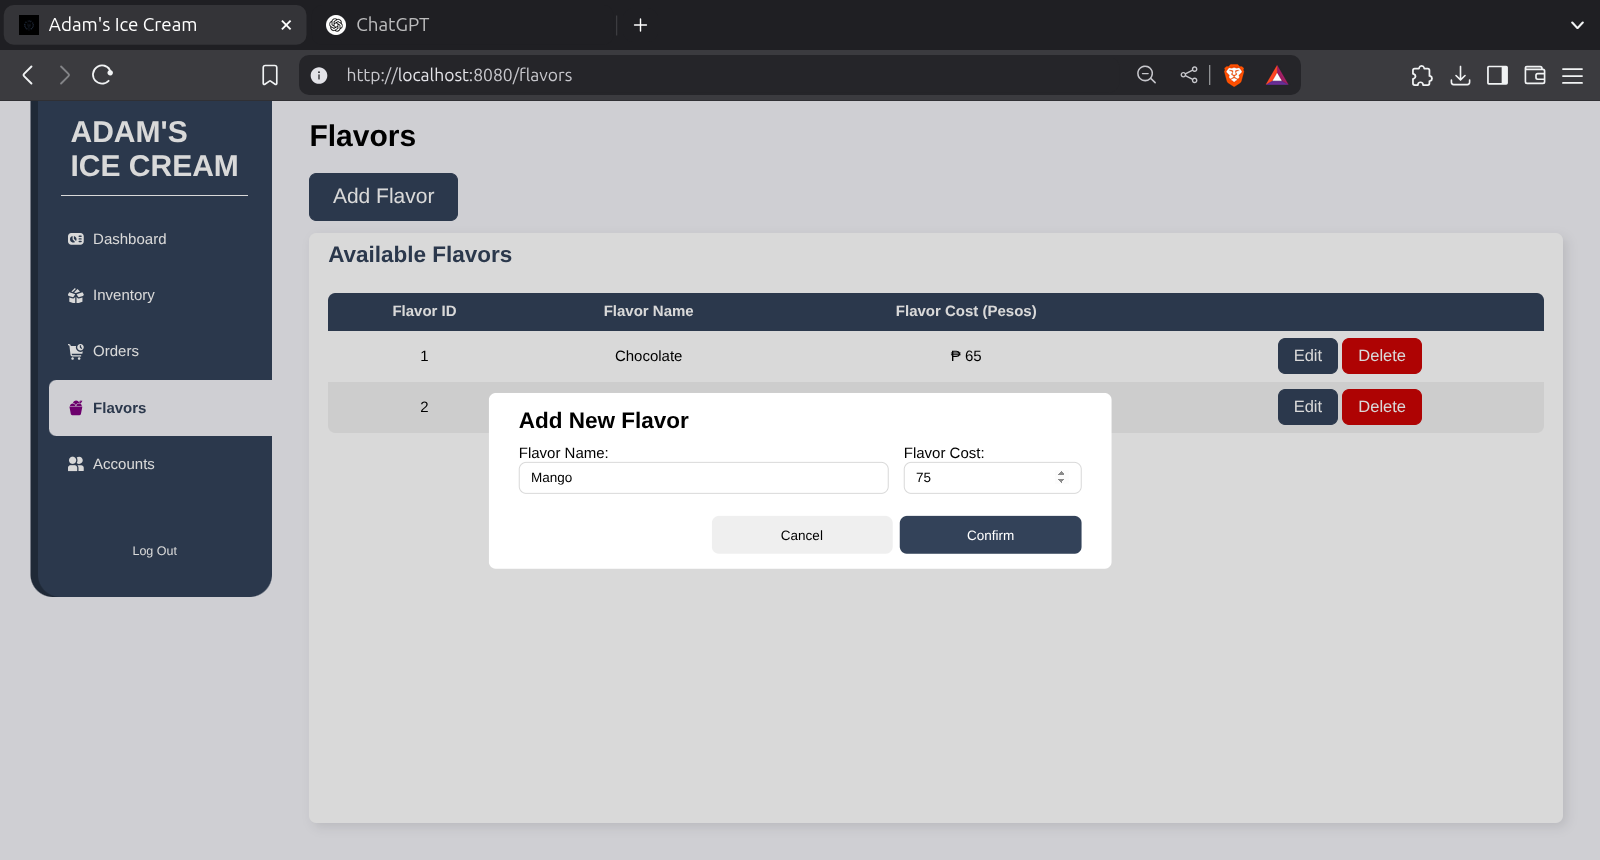 Adam's Ice Cream
ChatGPT
http://localhost:8080/flavors
ADAM'S
ICE CREAM
Dashboard
Inventory
Orders
Flavors
Accounts
Log Out
Flavors
Add Flavor
Available Flavors
Flavor ID Flavor Name Flavor Cost (Pesos)
1 Chocolate ₱ 65 Edit Delete
2 Edit Delete
Add New Flavor
Flavor Name: Flavor Cost:
Mango 75
Cancel Confirm